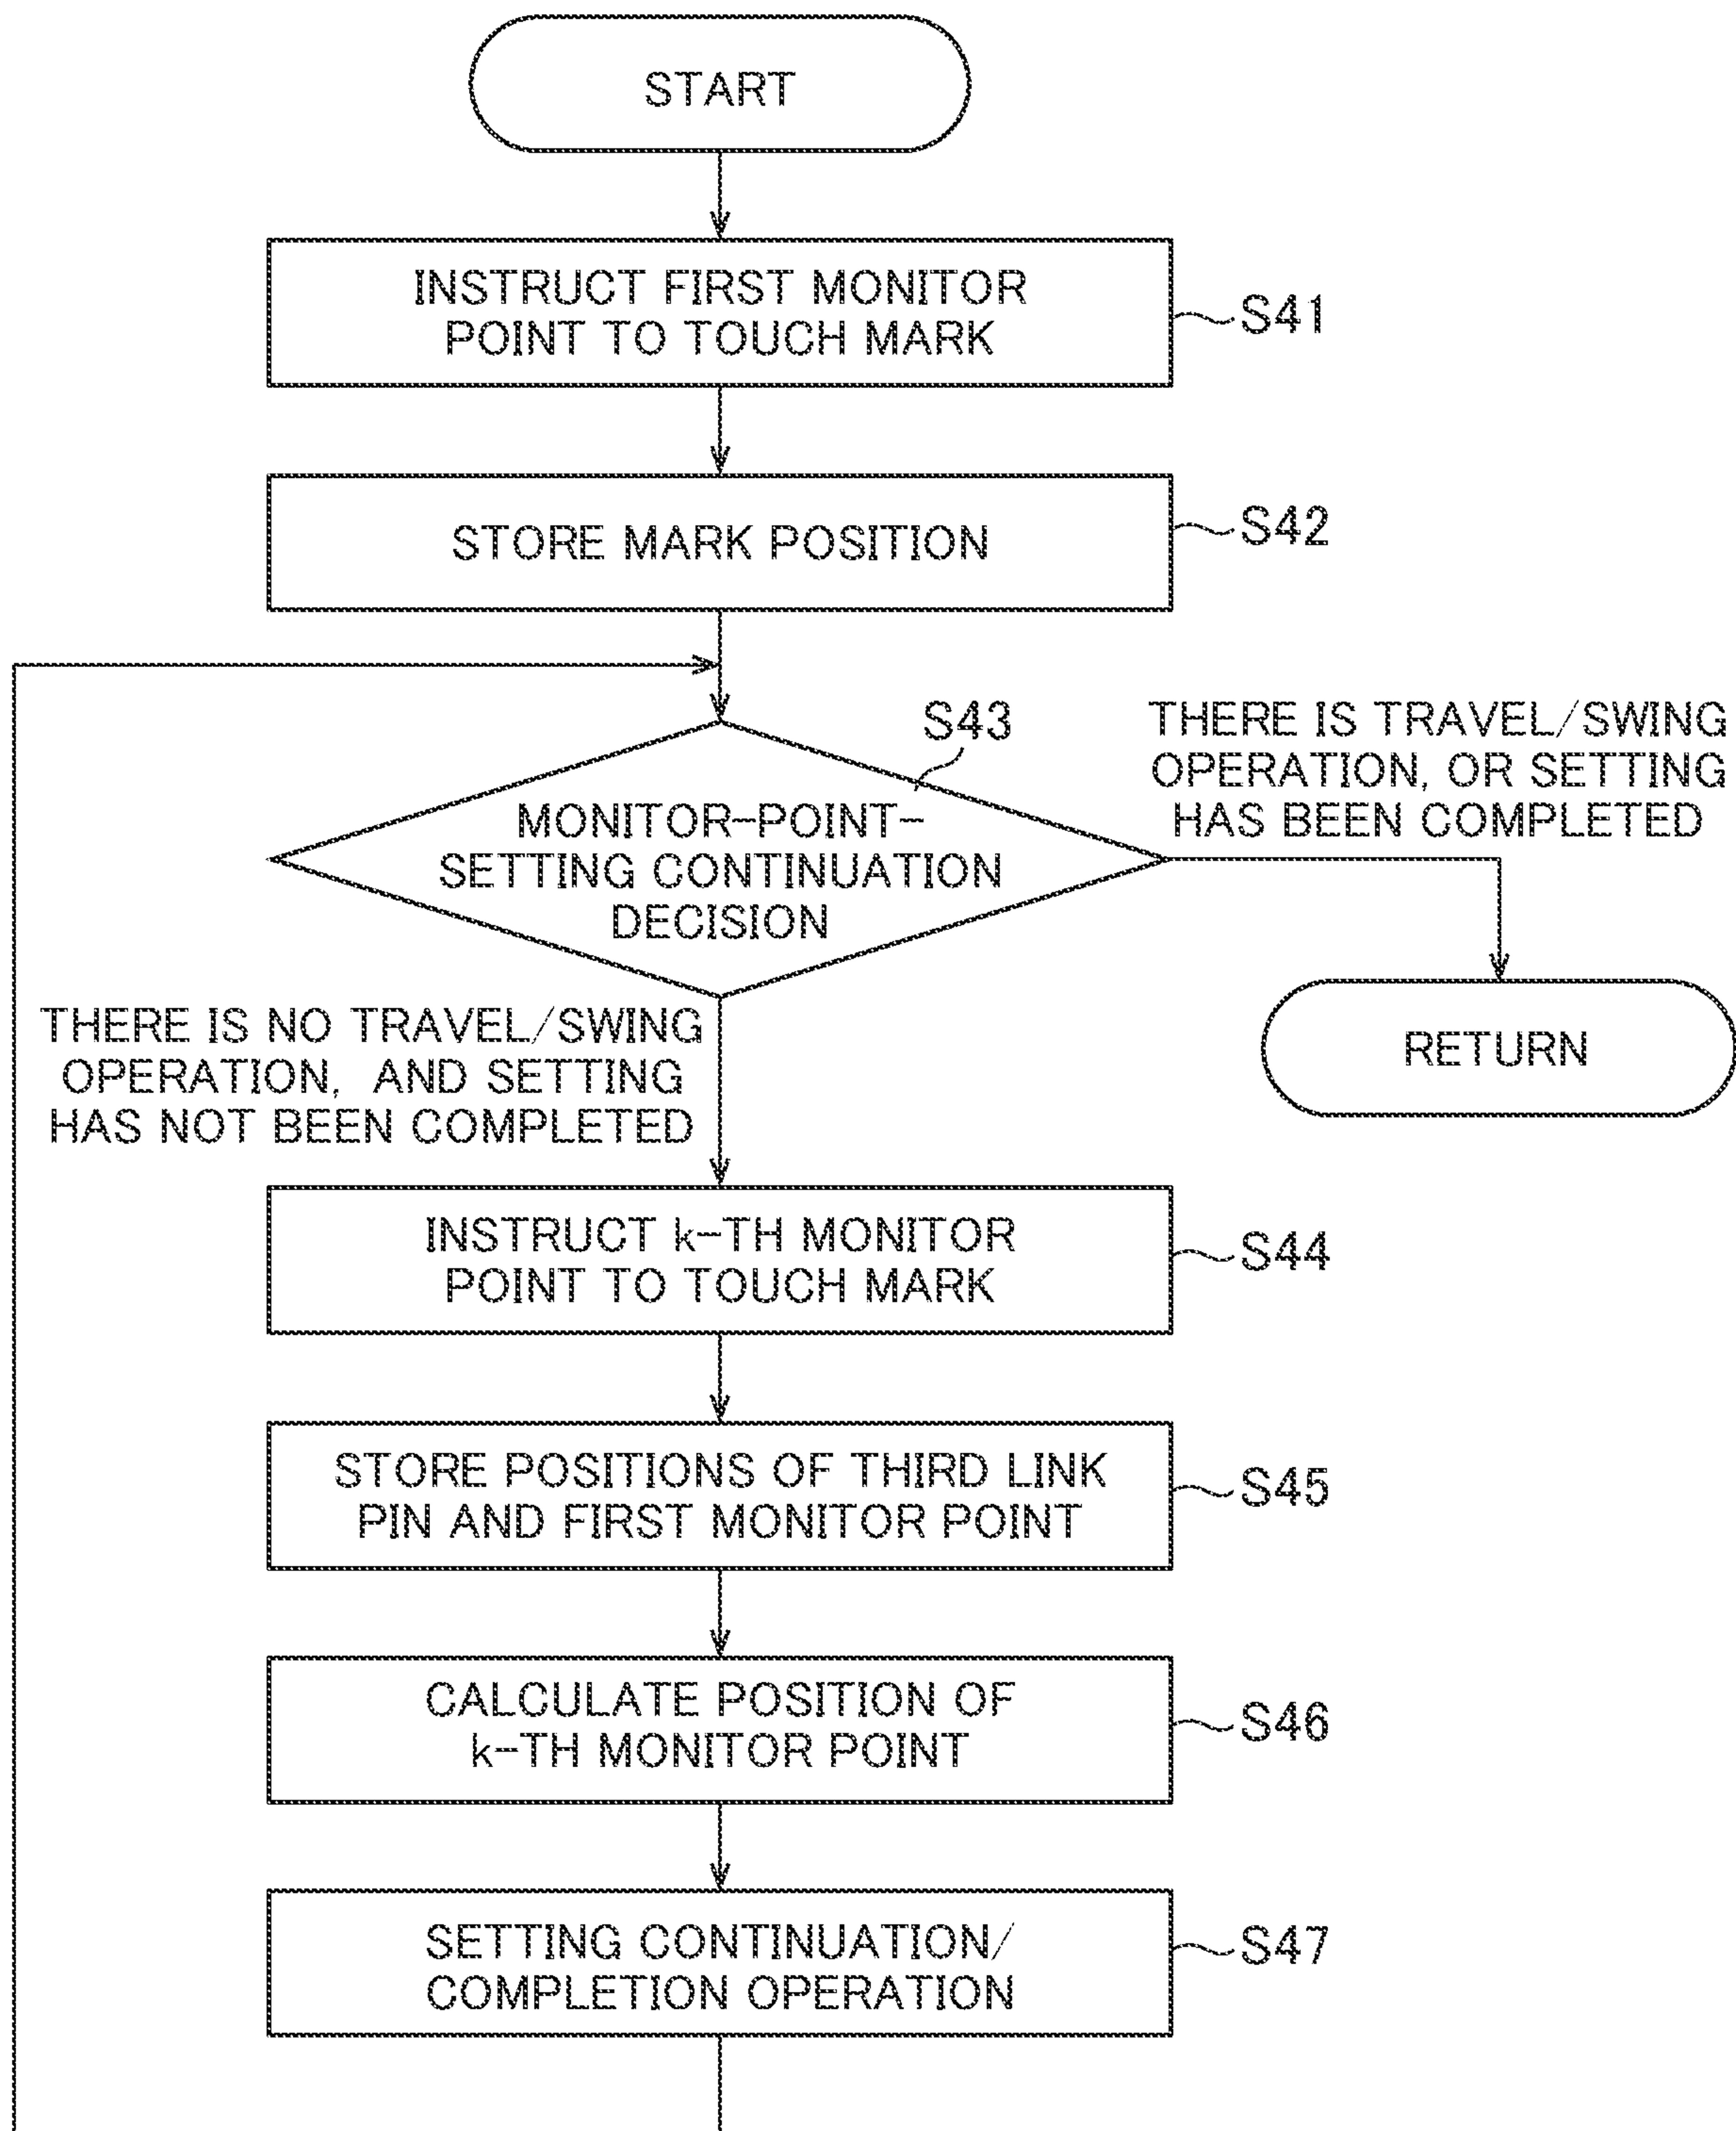 START
INSTRUCT FIRST MONITOR
POINT TO TOUCH MARK
S41
STORE MARK POSITION
S42
S43
MONITOR-POINT-
SETTING CONTINUATION
DECISION
THERE IS TRAVEL/SWING
OPERATION, OR SETTING
HAS BEEN COMPLETED
RETURN
THERE IS NO TRAVEL/SWING
OPERATION, AND SETTING
HAS NOT BEEN COMPLETED
INSTRUCT k-TH MONITOR
POINT TO TOUCH MARK
S44
STORE POSITIONS OF THIRD LINK
PIN AND FIRST MONITOR POINT
S45
CALCULATE POSITION OF
k-TH MONITOR POINT
S46
SETTING CONTINUATION/
COMPLETION OPERATION
S47